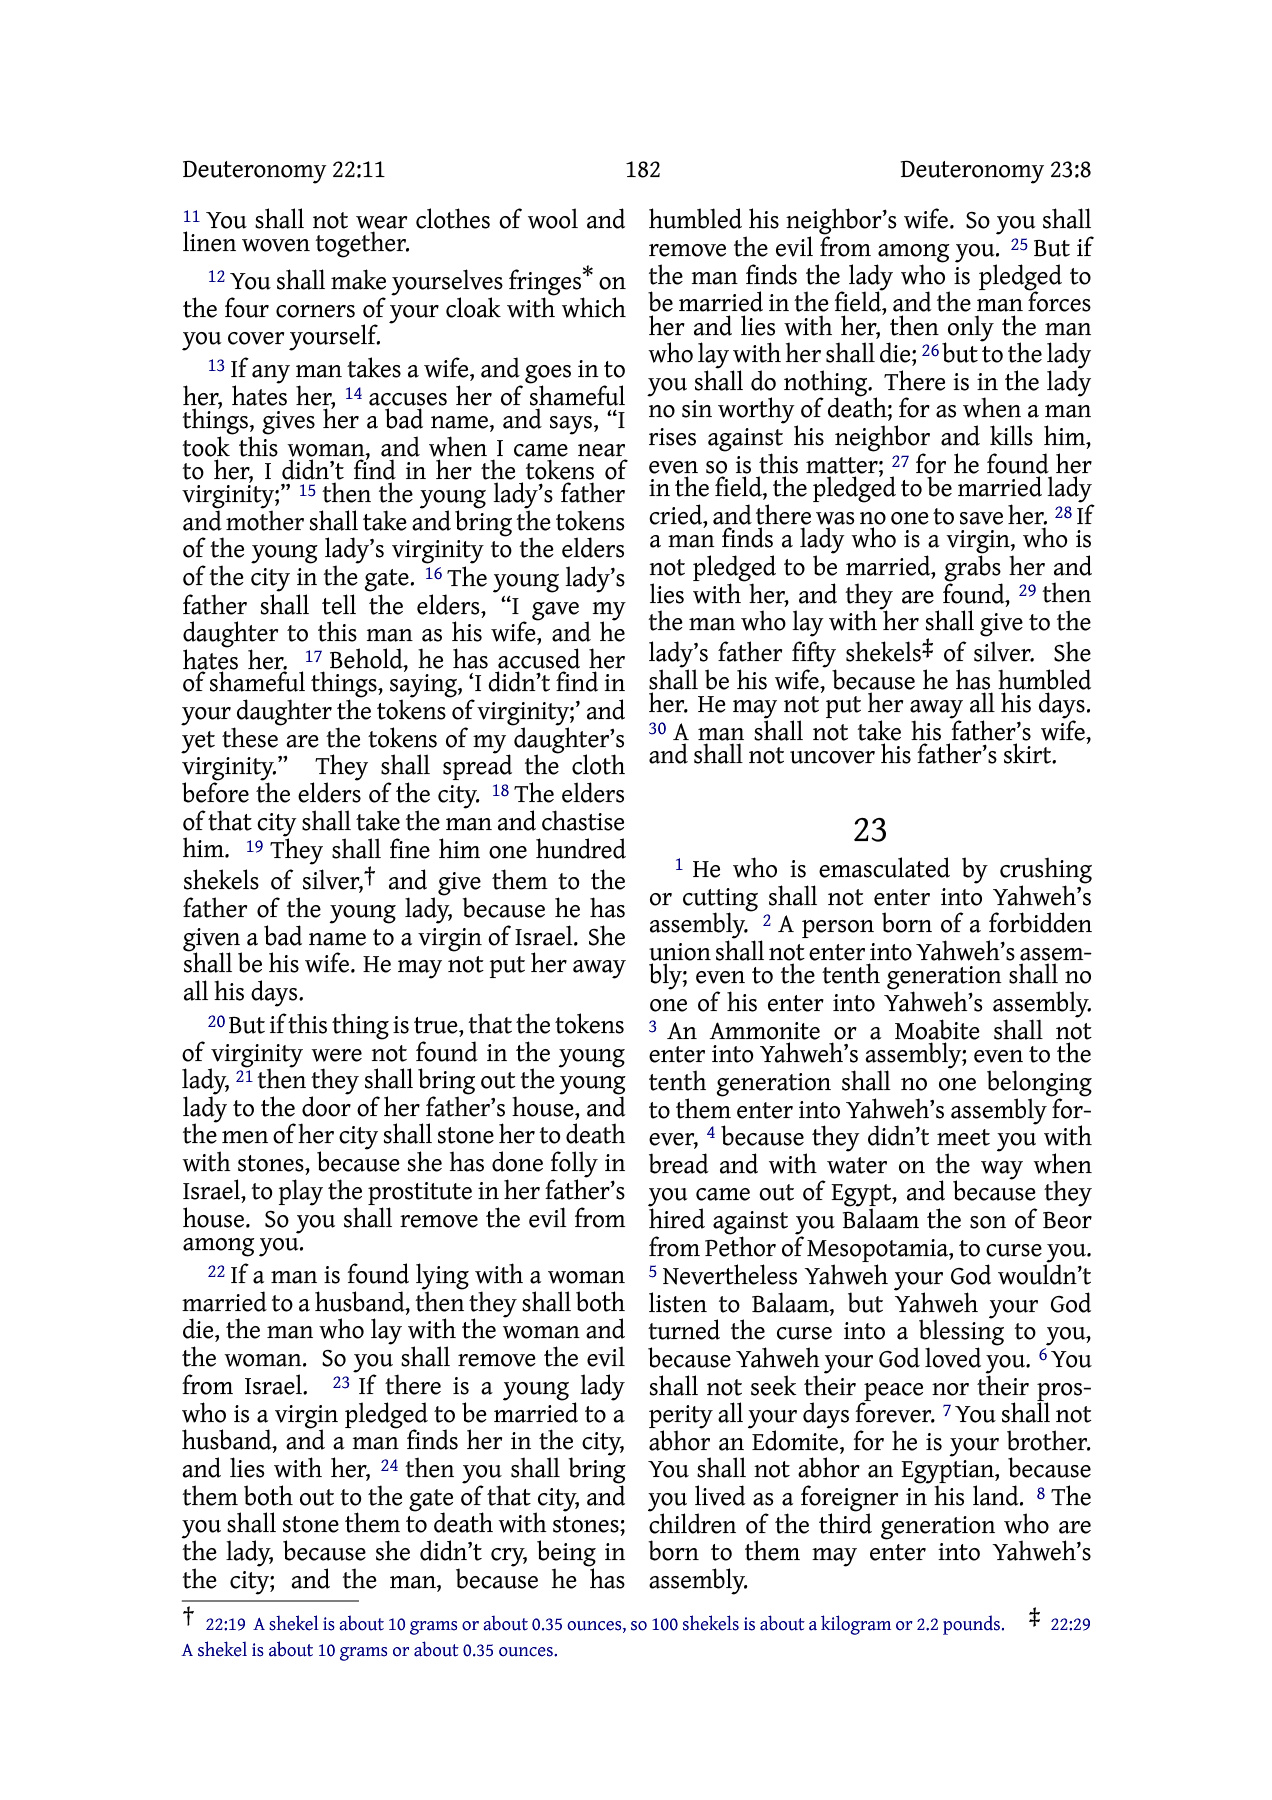 Deuteronomy 22:11 182 Deuteronomy 23:8
11 You shall not wear clothes of wool and
linen woven together.
12 You shall make yourselves fringes* on
the four corners of your cloak with which
you cover yourself.
13 If any man takes a wife, and goes in to
her, hates her, 14 accuses her of shameful
things, gives her a bad name, and says, “I
took this woman, and when I came near
to her, I didn’t find in her the tokens of
virginity;” 15 then the young lady’s father
and mother shall take and bring the tokens
of the young lady’s virginity to the elders
of the city in the gate. 16 The young lady’s
father shall tell the elders, “I gave my
daughter to this man as his wife, and he
hates her. 17 Behold, he has accused her
of shameful things, saying, ‘I didn’t find in
your daughter the tokens of virginity;’ and
yet these are the tokens of my daughter’s
virginity.” They shall spread the cloth
before the elders of the city. 18 The elders
of that city shall take the man and chastise
him. 19 They shall fine him one hundred
shekels of silver,† and give them to the
father of the young lady, because he has
given a bad name to a virgin of Israel. She
shall be his wife. He may not put her away
all his days.
20 But if this thing is true, that the tokens
of virginity were not found in the young
lady, 21 then they shall bring out the young
lady to the door of her father’s house, and
the men of her city shall stone her to death
with stones, because she has done folly in
Israel, to play the prostitute in her father’s
house. So you shall remove the evil from
among you.
22 If a man is found lying with a woman
married to a husband, then they shall both
die, the man who lay with the woman and
the woman. So you shall remove the evil
from Israel. 23 If there is a young lady
who is a virgin pledged to be married to a
husband, and a man finds her in the city,
and lies with her, 24 then you shall bring
them both out to the gate of that city, and
you shall stone them to death with stones;
the lady, because she didn’t cry, being in
the city; and the man, because he has
humbled his neighbor’s wife. So you shall
remove the evil from among you. 25 But if
the man finds the lady who is pledged to
be married in the field, and the man forces
her and lies with her, then only the man
who lay with her shall die; 26 but to the lady
you shall do nothing. There is in the lady
no sin worthy of death; for as when a man
rises against his neighbor and kills him,
even so is this matter; 27 for he found her
in the field, the pledged to be married lady
cried, and there was no one to save her. 28 If
a man finds a lady who is a virgin, who is
not pledged to be married, grabs her and
lies with her, and they are found, 29 then
the man who lay with her shall give to the
lady’s father fifty shekels‡ of silver. She
shall be his wife, because he has humbled
her. He may not put her away all his days.
30 A man shall not take his father’s wife,
and shall not uncover his father’s skirt.
23
1 He who is emasculated by crushing
or cutting shall not enter into Yahweh’s
assembly. 2 A person born of a forbidden
union shall not enter into Yahweh’s assem-
bly; even to the tenth generation shall no
one of his enter into Yahweh’s assembly.
3 An Ammonite or a Moabite shall not
enter into Yahweh’s assembly; even to the
tenth generation shall no one belonging
to them enter into Yahweh’s assembly for-
ever, 4 because they didn’t meet you with
bread and with water on the way when
you came out of Egypt, and because they
hired against you Balaam the son of Beor
from Pethor of Mesopotamia, to curse you.
5 Nevertheless Yahweh your God wouldn’t
listen to Balaam, but Yahweh your God
turned the curse into a blessing to you,
because Yahweh your God loved you. 6 You
shall not seek their peace nor their pros-
perity all your days forever. 7 You shall not
abhor an Edomite, for he is your brother.
You shall not abhor an Egyptian, because
you lived as a foreigner in his land. 8 The
children of the third generation who are
born to them may enter into Yahweh’s
assembly.
† 22:19 A shekel is about 10 grams or about 0.35 ounces, so 100 shekels is about a kilogram or 2.2 pounds. ‡ 22:29
A shekel is about 10 grams or about 0.35 ounces.